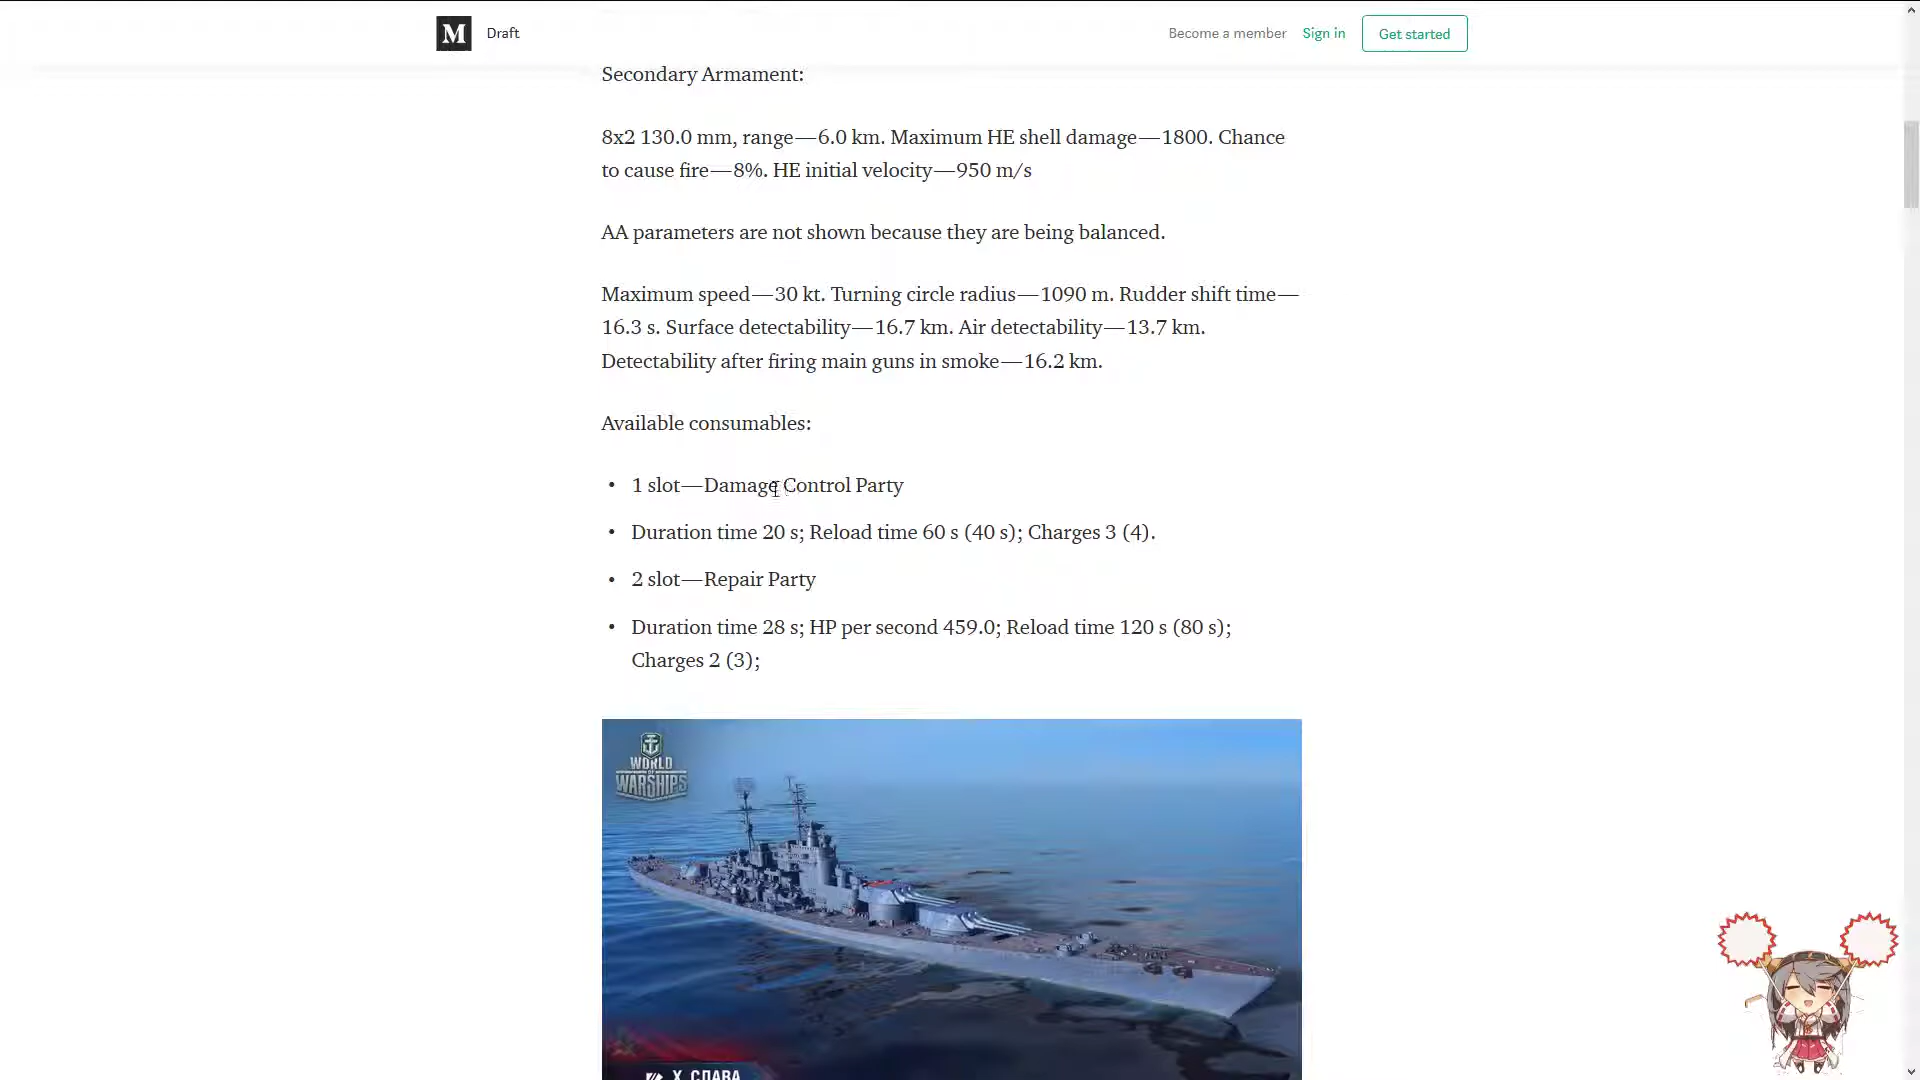 M Draft Become a member Sign in Get started
Secondary Armament:
8x2 130.0 mm, range—6.0 km. Maximum HE shell damage—1800. Chance
to cause fire—8%. HE initial velocity—950 m/s
AA parameters are not shown because they are being balanced.
Maximum speed—30 kt. Turning circle radius—1090 m. Rudder shift time—
16.3 s. Surface detectability—16.7 km. Air detectability—13.7 km.
Detectability after firing main guns in smoke—16.2 km.
Available consumables:
• 1 slot—Damage Control Party
• Duration time 20 s; Reload time 60 s (40 s); Charges 3 (4).
• 2 slot—Repair Party
• Duration time 28 s; HP per second 459.0; Reload time 120 s (80 s);
Charges 2 (3);
WORLD
OF
WARSHIPS
X СЛАВА